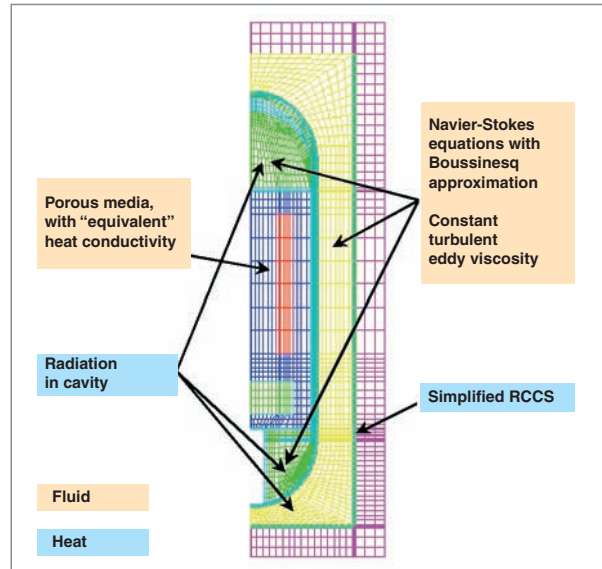 Navier-Stokes
equations with
Boussinesq
approximation
Constant
turbulent
eddy viscosity
Porous media,
with “equivalent”
heat conductivity
Radiation
in cavity
Simplified RCCS
Fluid
Heat